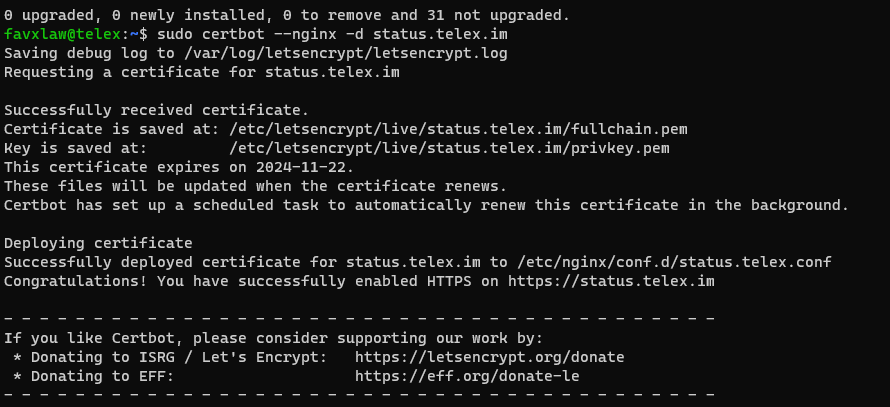 0 upgraded, 0 newly installed, 0 to remove and 31 not upgraded.
favxlaw@telex:~$ sudo certbot --nginx -d status.telex.im
Saving debug log to /var/log/letsencrypt/letsencrypt.log
Requesting a certificate for status.telex.im

Successfully received certificate.
Certificate is saved at: /etc/letsencrypt/live/status.telex.im/fullchain.pem
Key is saved at:         /etc/letsencrypt/live/status.telex.im/privkey.pem
This certificate expires on 2024-11-22.
These files will be updated when the certificate renews.
Certbot has set up a scheduled task to automatically renew this certificate in the background.

Deploying certificate
Successfully deployed certificate for status.telex.im to /etc/nginx/conf.d/status.telex.conf
Congratulations! You have successfully enabled HTTPS on https://status.telex.im

- - - - - - - - - - - - - - - - - - - - - - - - - - - - - - - - - - - - - - - -
If you like Certbot, please consider supporting our work by:
 * Donating to ISRG / Let's Encrypt:   https://letsencrypt.org/donate
 * Donating to EFF:                    https://eff.org/donate-le
- - - - - - - - - - - - - - - - - - - - - - - - - - - - - - - - - - - - - - - -